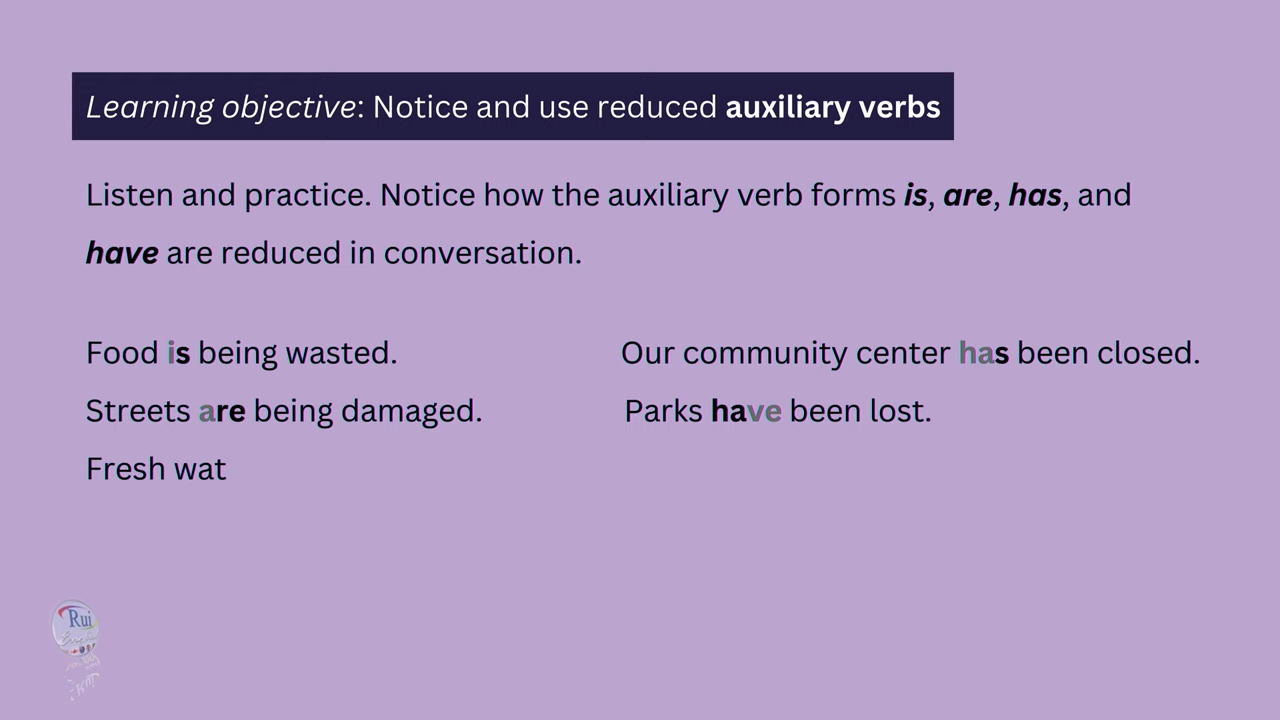 Learning objective: Notice and use reduced auxiliary verbs
Listen and practice. Notice how the auxiliary verb forms is, are, has, and
have are reduced in conversation.
Food is being wasted.
Our community center has been closed.
Streets are being damaged.
Parks have been lost.
Fresh wat
Rui